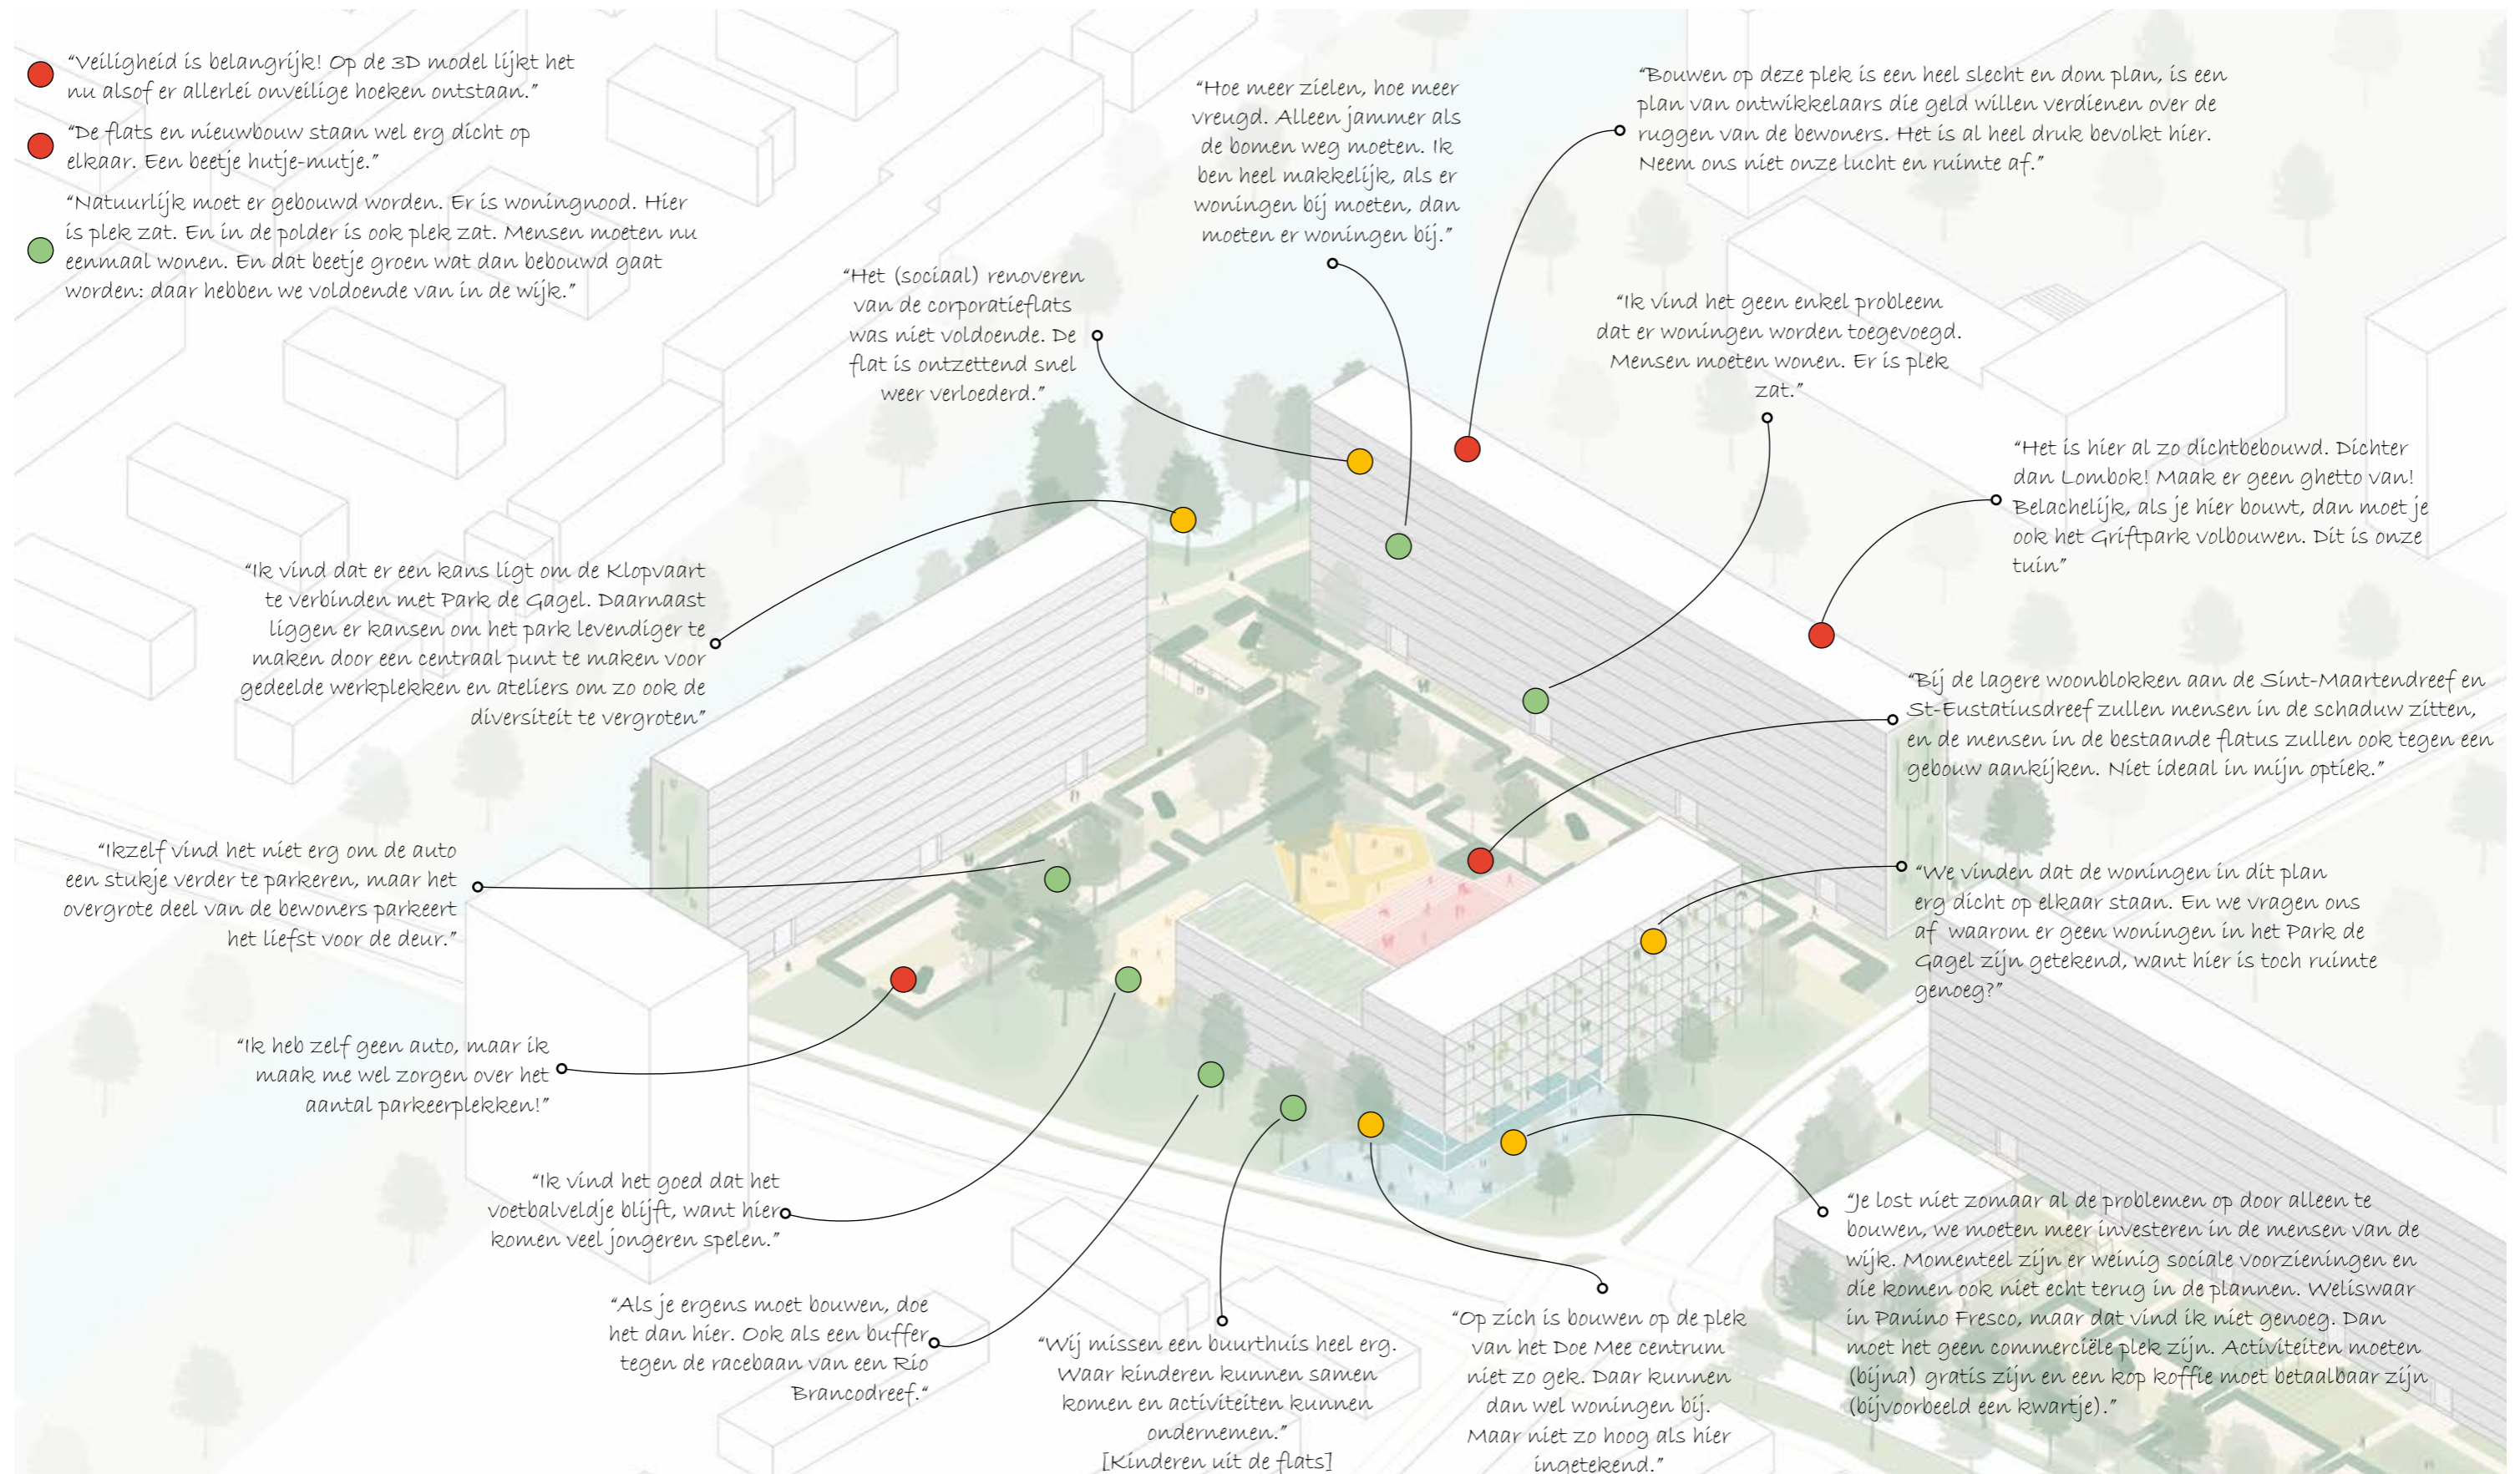 “Veiligheid is belangrijk! Op de 3D model lijkt het
nu alsof er allerlei onveilige hoeken ontstaan.”
“De flats en nieuwbouw staan wel erg dicht op
elkaar. Een beetje hutje-mutje.”
“Natuurlijk moet er gebouwd worden. Er is woningnood. Hier
is plek zat. En in de polder is ook plek zat. Mensen moeten nu
eenmaal wonen. En dat beetje groen wat dan bebouwd gaat
worden: daar hebben we voldoende van in de wijk.”
“Hoe meer zielen, hoe meer
vreugd. Alleen jammer als
de bomen weg moeten. Ik
ben heel makkelijk, als er
woningen bij moeten, dan
moeten er woningen bij.”
“Bouwen op deze plek is een heel slecht en dom plan, is een
plan van ontwikkelaars die geld willen verdienen over de
ruggen van de bewoners. Het is al heel druk bevolkt hier.
Neem ons niet onze lucht en ruimte af.”
“Het (sociaal) renoveren
van de corporatieflats
was niet voldoende. De
flat is ontzettend snel
weer verloederd.”
“Ik vind het geen enkel probleem
dat er woningen worden toegevoegd.
Mensen moeten wonen. Er is plek
zat.”
“Het is hier al zo dichtbebouwd. Dichter
dan Lombok! Maak er geen ghetto van!
Belachelijk, als je hier bouwt, dan moet je
ook het Griftpark volbouwen. Dit is onze
tuin”
“Ik vind dat er een kans ligt om de Klopvaart
te verbinden met Park de Gagel. Daarnaast
liggen er kansen om het park levendiger te
maken door een centraal punt te maken voor
gedeelde werkplekken en ateliers om zo ook de
diversiteit te vergroten”
“Bij de lagere woonblokken aan de Sint-Maartendreef en
St-Eustatiusdreef zullen mensen in de schaduw zitten,
en de mensen in de bestaande flatus zullen ook tegen een
gebouw aankijken. Niet ideaal in mijn optiek.”
“Ikzelf vind het niet erg om de auto
een stukje verder te parkeren, maar het
overgrote deel van de bewoners parkeert
het liefst voor de deur.”
“We vinden dat de woningen in dit plan
erg dicht op elkaar staan. En we vragen ons
af waarom er geen woningen in het Park de
Gagel zijn getekend, want hier is toch ruimte
genoeg?”
“Ik heb zelf geen auto, maar ik
maak me wel zorgen over het
aantal parkeerplekken!”
“Ik vind het goed dat het
voetbalveldje blijft, want hier
komen veel jongeren spelen.”
“Als je ergens moet bouwen, doe
het dan hier. Ook als een buffer
tegen de racebaan van een Rio
Brancodreef.“
“Wij missen een buurthuis heel erg.
Waar kinderen kunnen samen
komen en activiteiten kunnen
ondernemen.”
[Kinderen uit de flats]
“Op zich is bouwen op de plek
van het Doe Mee centrum
niet zo gek. Daar kunnen
dan wel woningen bij.
Maar niet zo hoog als hier
ingetekend.”
“Je lost niet zomaar al de problemen op door alleen te
bouwen, we moeten meer investeren in de mensen van de
wijk. Momenteel zijn er weinig sociale voorzieningen en
die komen ook niet echt terug in de plannen. Weliswaar
in Panino Fresco, maar dat vind ik niet genoeg. Dan
moet het geen commerciële plek zijn. Activiteiten moeten
(bijna) gratis zijn en een kop koffie moet betaalbaar zijn
(bijvoorbeeld een kwartje).”